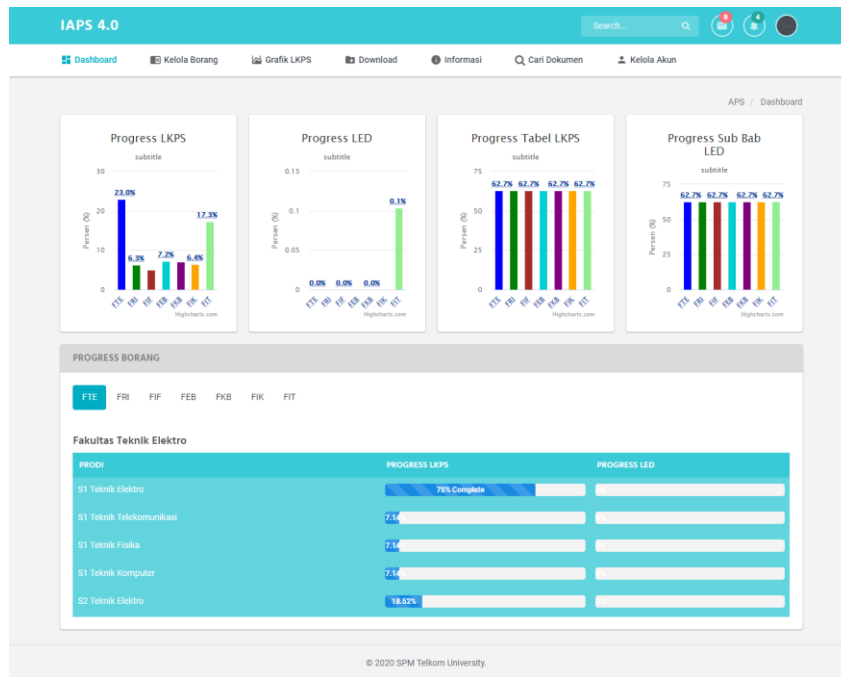 IAPS 4.0
Search...
8
4
Dashboard Kelola Borang Grafik LKPS Download Informasi Cari Dokumen Kelola Akun
APS / Dashboard
Progress LKPS
subtitle
Persen (%)
30
20
10
0
23.0%
6.3%
7.2%
6.4%
17.3%
FTE FRI FIF FEB FKB FIK FIT
Highcharts.com
Progress LED
subtitle
Persen (%)
0.15
0.1
0.05
0
0.0% 0.0% 0.0% 0.1%
FTE FRI FIF FEB FKB FIK FIT
Highcharts.com
Progress Tabel LKPS
subtitle
Persen (%)
75
50
25
0
62.7% 62.7% 62.7% 62.7%
FTE FRI FIF FEB FKB FIK FIT
Highcharts.com
Progress Sub Bab
LED
subtitle
Persen (%)
75
50
25
0
62.7% 62.7% 62.7% 62.7%
FTE FRI FIF FEB FKB FIK FIT
Highcharts.com
PROGRESS BORANG
FTE FRI FIF FEB FKB FIK FIT
Fakultas Teknik Elektro
PRODI PROGRESS LKPS PROGRESS LED
S1 Teknik Elektro 75% Complete
S1 Teknik Telekomunikasi 7.14
S1 Teknik Fisika 7.14
S1 Teknik Komputer 7.14
S2 Teknik Elektro 18.52%
© 2020 SPM Telkom University.